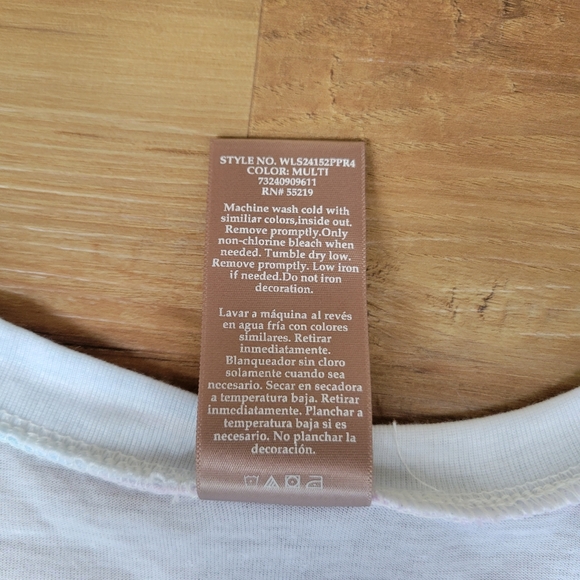 STYLE NO. WLS24152PPR4
COLOR: MULTI
73240909611
RN# 55219
Machine wash cold with
similiar colors,inside out.
Remove promptly.Only
non-chlorine bleach when
needed. Tumble dry low.
Remove promptly. Low iron
if needed.Do not iron
decoration.
Lavar a máquina al revés
en agua fría con colores
similares. Retirar
inmediatamente.
Blanqueador sin cloro
solamente cuando sea
necesario. Secar en secadora
a temperatura baja. Retirar
inmediatamente. Planchar a
temperatura baja si es
necesario. No planchar la
decoración.